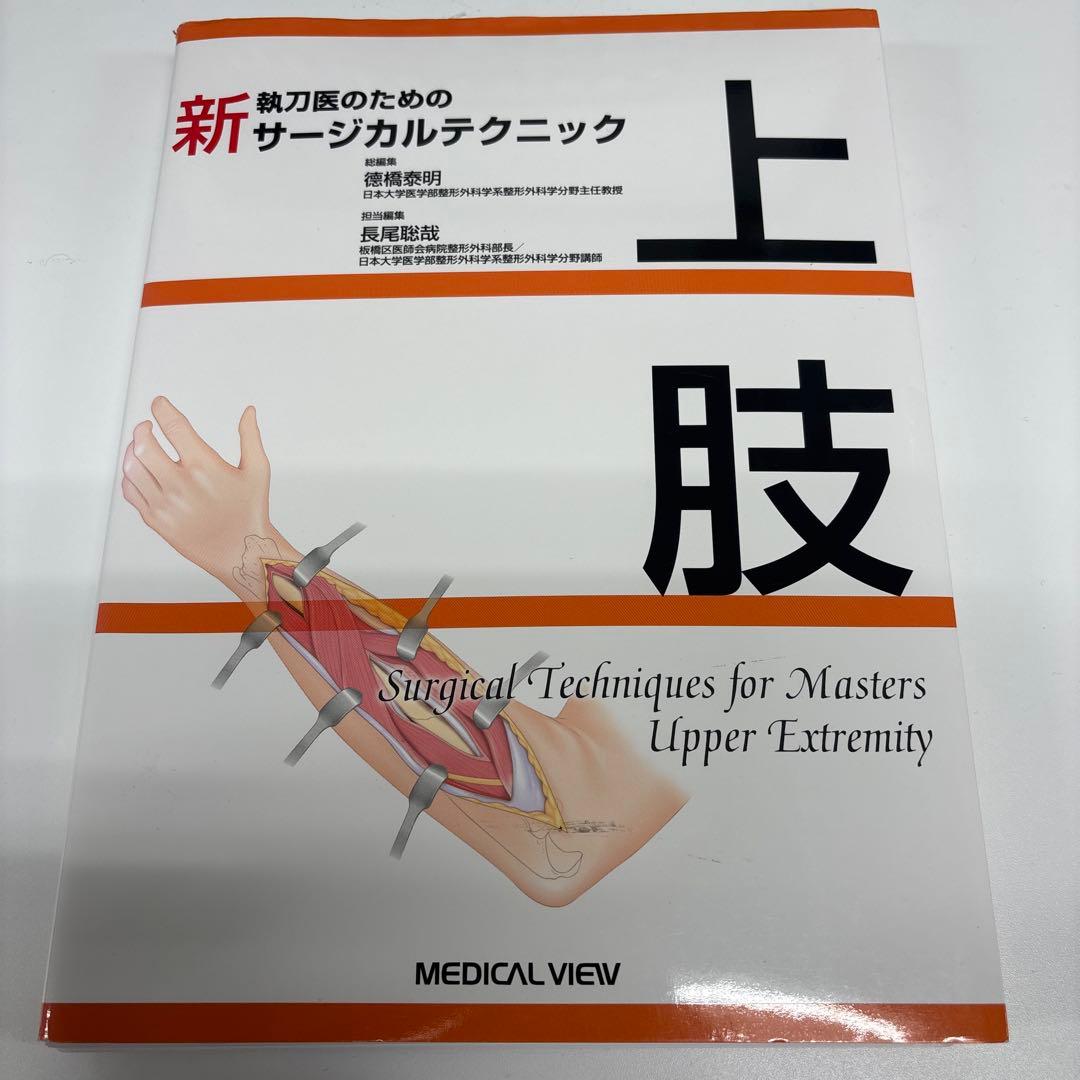 新
執刀医のための
サージカルテクニック
総編集
德橋泰明
日本大学医学部整形外科学系整形外科学分野主任教授
担当編集
長尾聡哉
板橋区医師会病院整形外科部長／
日本大学医学部整形外科学系整形外科学分野講師
上
肢
Surgical Techniques for Masters
Upper Extremity
MEDICAL VIEW